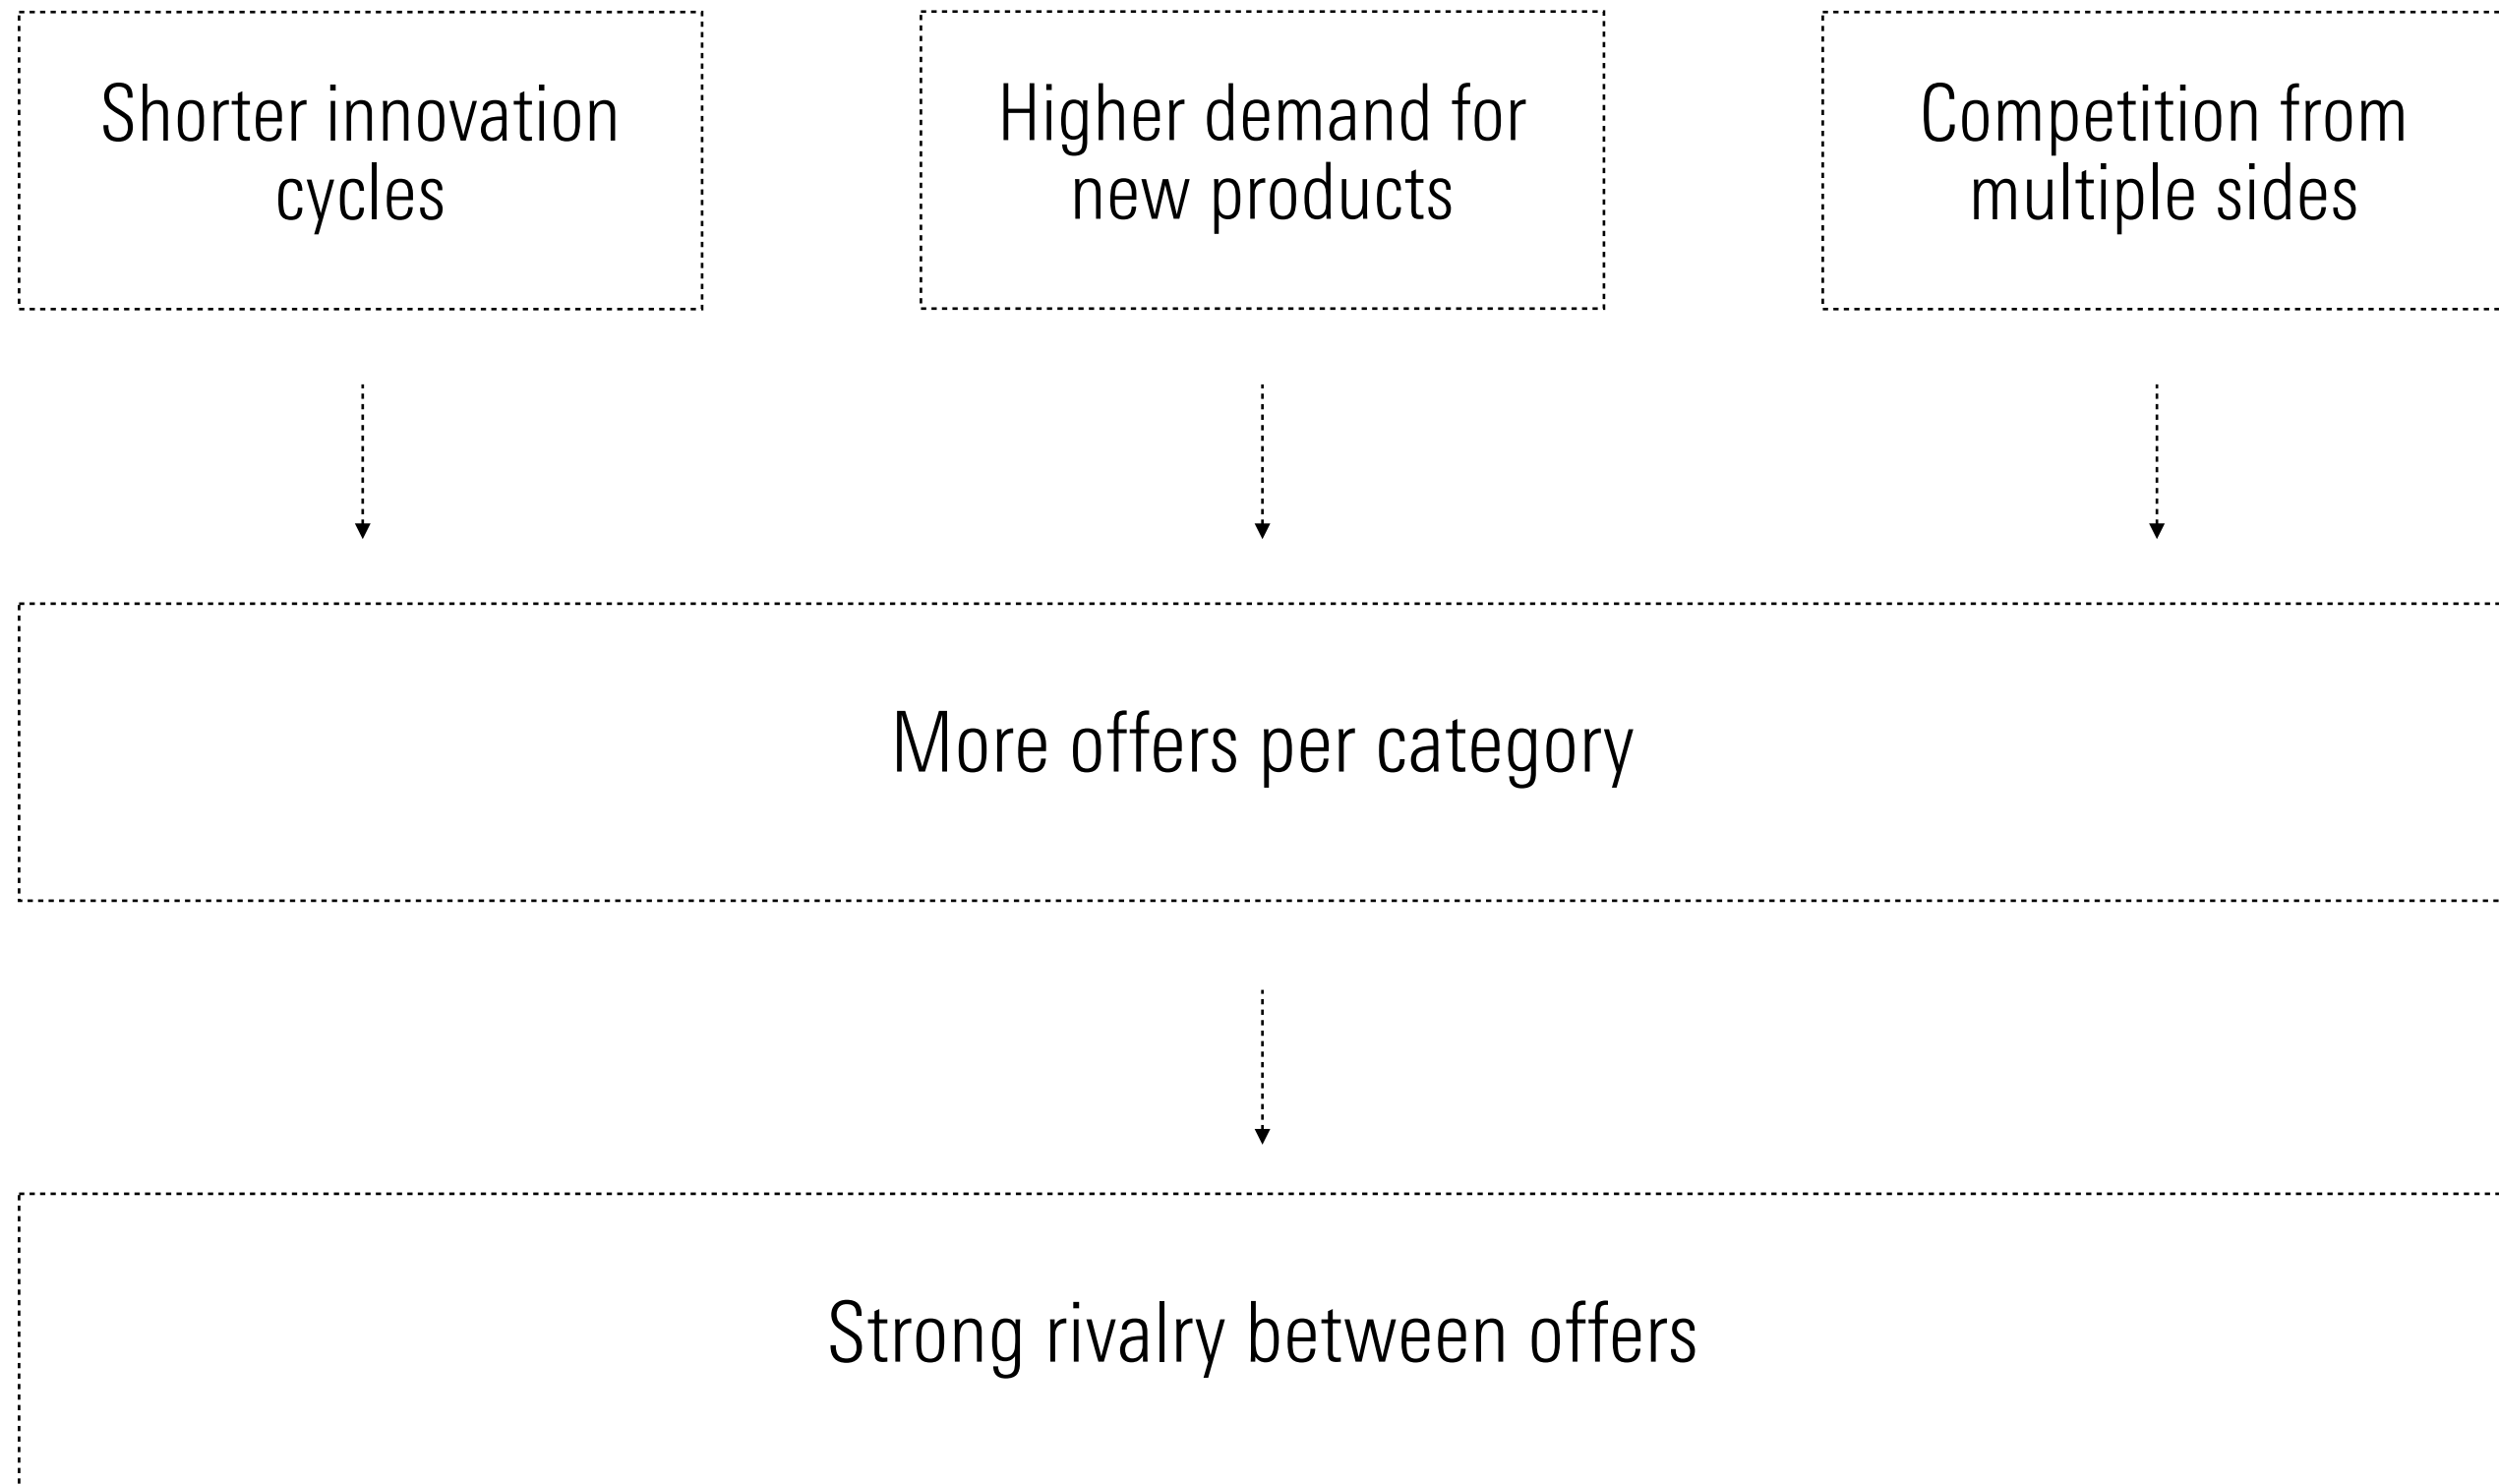 Shorter innovation
cycles
Higher demand for
new products
Competition from
multiple sides
More offers per category
Strong rivalry between offers